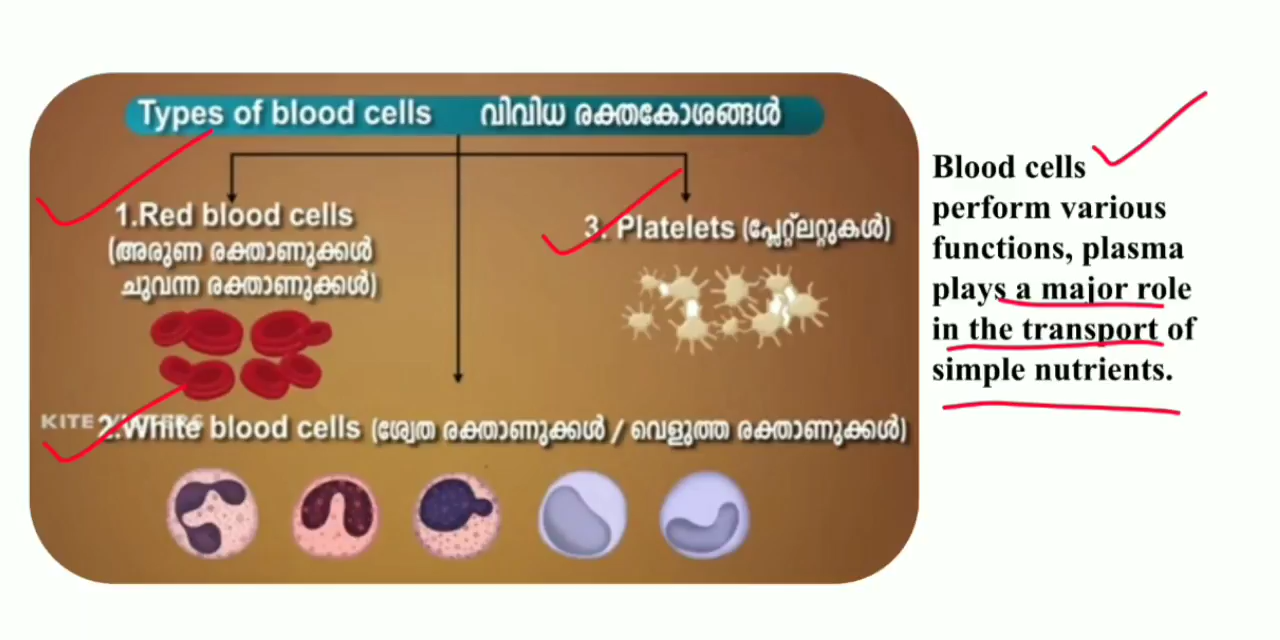 Types of blood cells വിവിധ രക്തകോശങ്ങൾ
1.Red blood cells
(അരുണ രക്താണുക്കൾ
ചുവന്ന രക്താണുക്കൾ)
3. Platelets (പ്ലേറ്റ്ലറ്റുകൾ)
KITE
2.White blood cells (ശ്വേത രക്താണുക്കൾ / വെളുത്ത രക്താണുക്കൾ)
Blood cells
perform various
functions, plasma
plays a major role
in the transport of
simple nutrients.